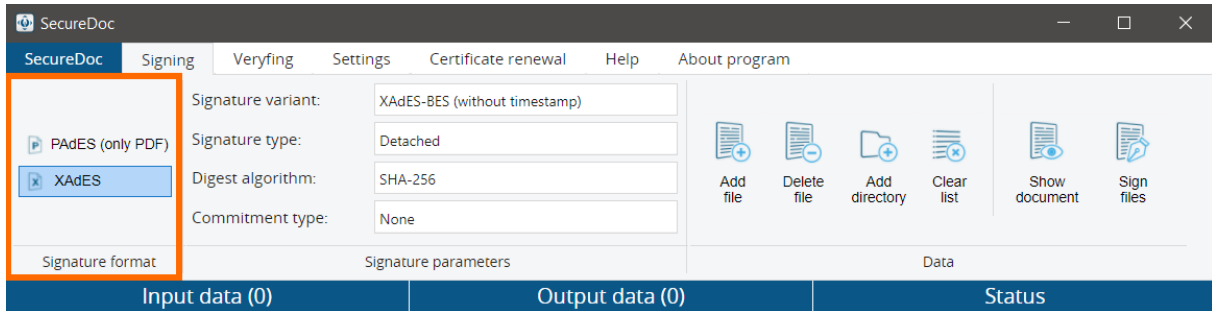 SecureDoc
SecureDoc Signing Veryfing Settings Certificate renewal Help About program
PAdES (only PDF)
XAdES
Signature format
Signature variant: XAdES-BES (without timestamp)
Signature type: Detached
Digest algorithm: SHA-256
Commitment type: None
Signature parameters
Add
file
Delete
file
Add
directory
Clear
list
Show
document
Sign
files
Data
Input data (0) Output data (0) Status